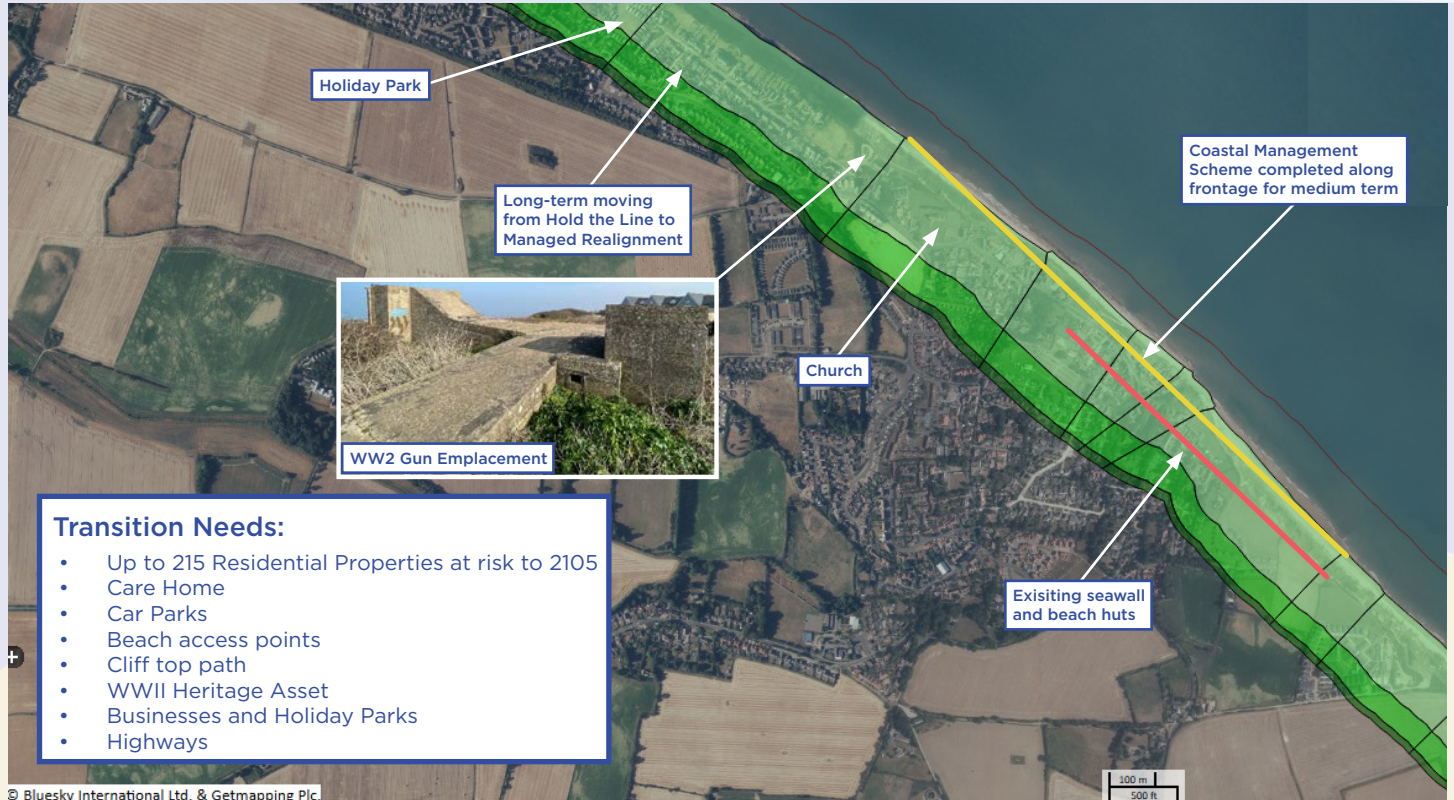 Holiday Park
Long-term moving
from Hold the Line to
Managed Realignment
Coastal Management
Scheme completed along
frontage for medium term
Church
WW2 Gun Emplacement
Exisiting seawall
and beach huts
Transition Needs:
• Up to 215 Residential Properties at risk to 2105
• Care Home
• Car Parks
• Beach access points
• Cliff top path
• WWII Heritage Asset
• Businesses and Holiday Parks
• Highways
+
100 m
500 ft
© Bluesky International Ltd. & Getmapping Plc.